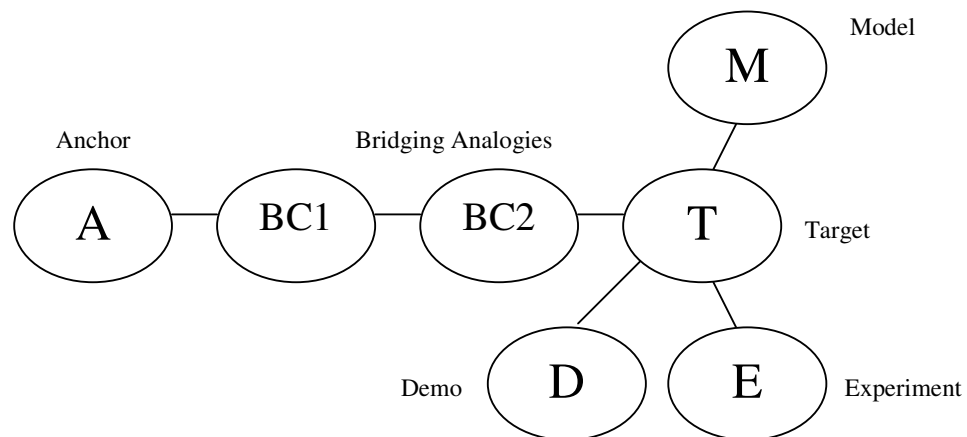 Model
M
Anchor
Bridging Analogies
A
BC1
BC2
T
Target
Demo
D
E
Experiment